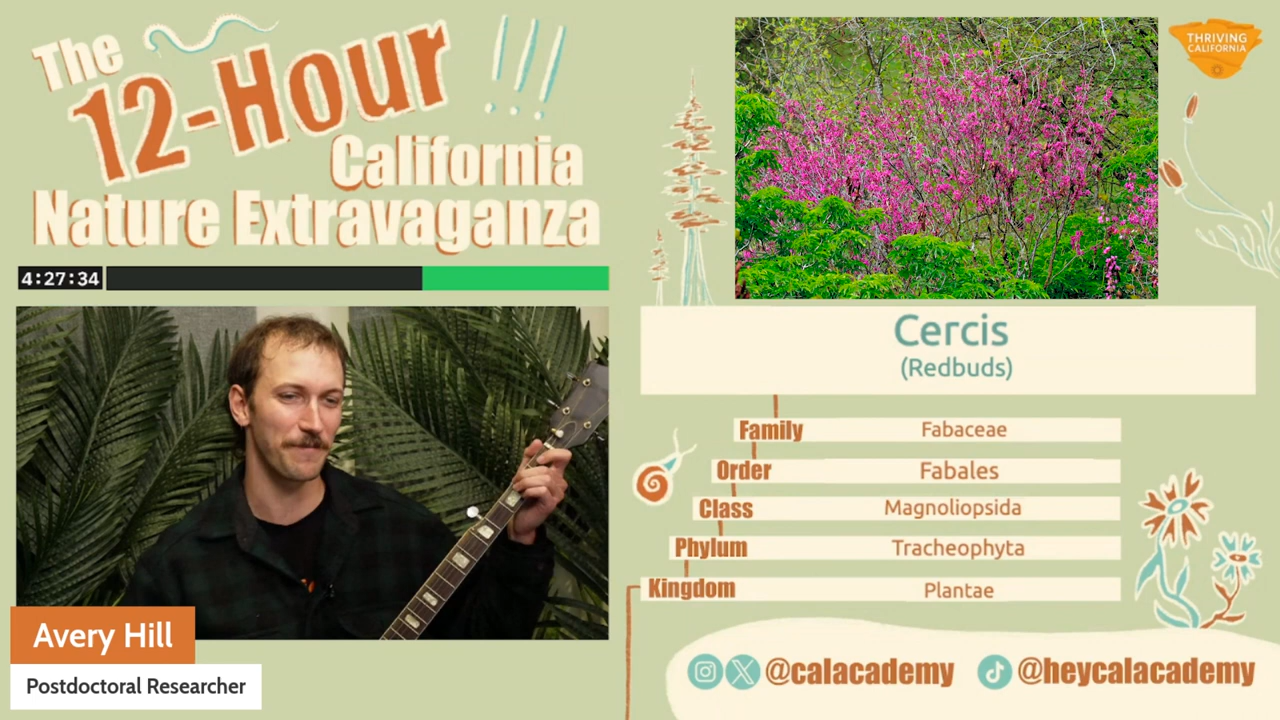 The
12-Hour
!!!
California
Nature Extravaganza
4:27:34
THRIVING
CALIFORNIA
Cercis
(Redbuds)
Family Fabaceae
Order Fabales
Class Magnoliopsida
Phylum Tracheophyta
Kingdom Plantae
Avery Hill
Postdoctoral Researcher
@calacademy @heycalacademy